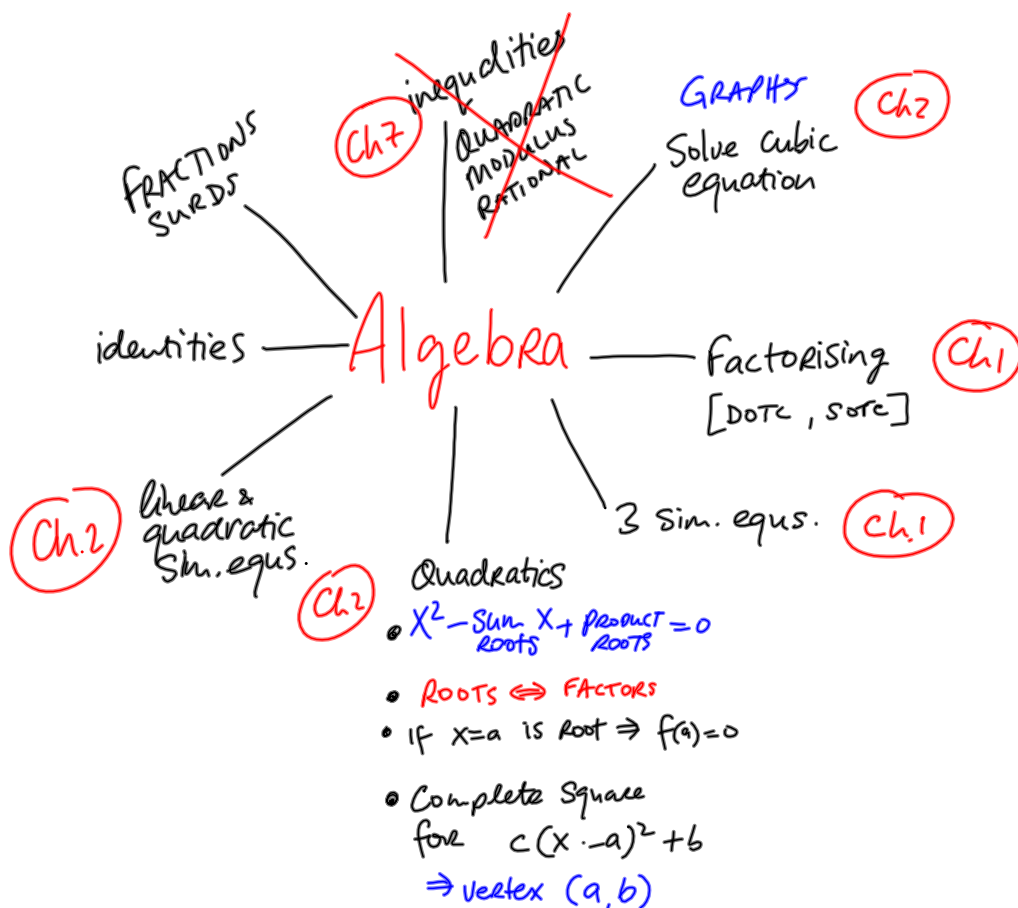 Ch7
inequalities
QUADRATIC
MODULUS
RATIONAL
GRAPHS
Ch2
Solve cubic
equation
FRACTIONS
SURDS
identities
Algebra
Factorising
[DOTC, SOTC]
Ch1
3 Sim. equs.
Ch.1
Ch.2
linear &
quadratic
Sim. equs.
Ch2
Quadratics
• X² - Sum ROOTS X + PRODUCT ROOTS = 0
• ROOTS ⇔ FACTORS
• If x=a is Root ⇒ f(a)=0
• Complete Square
for c(x-a)² + b
⇒ vertex (a,b)